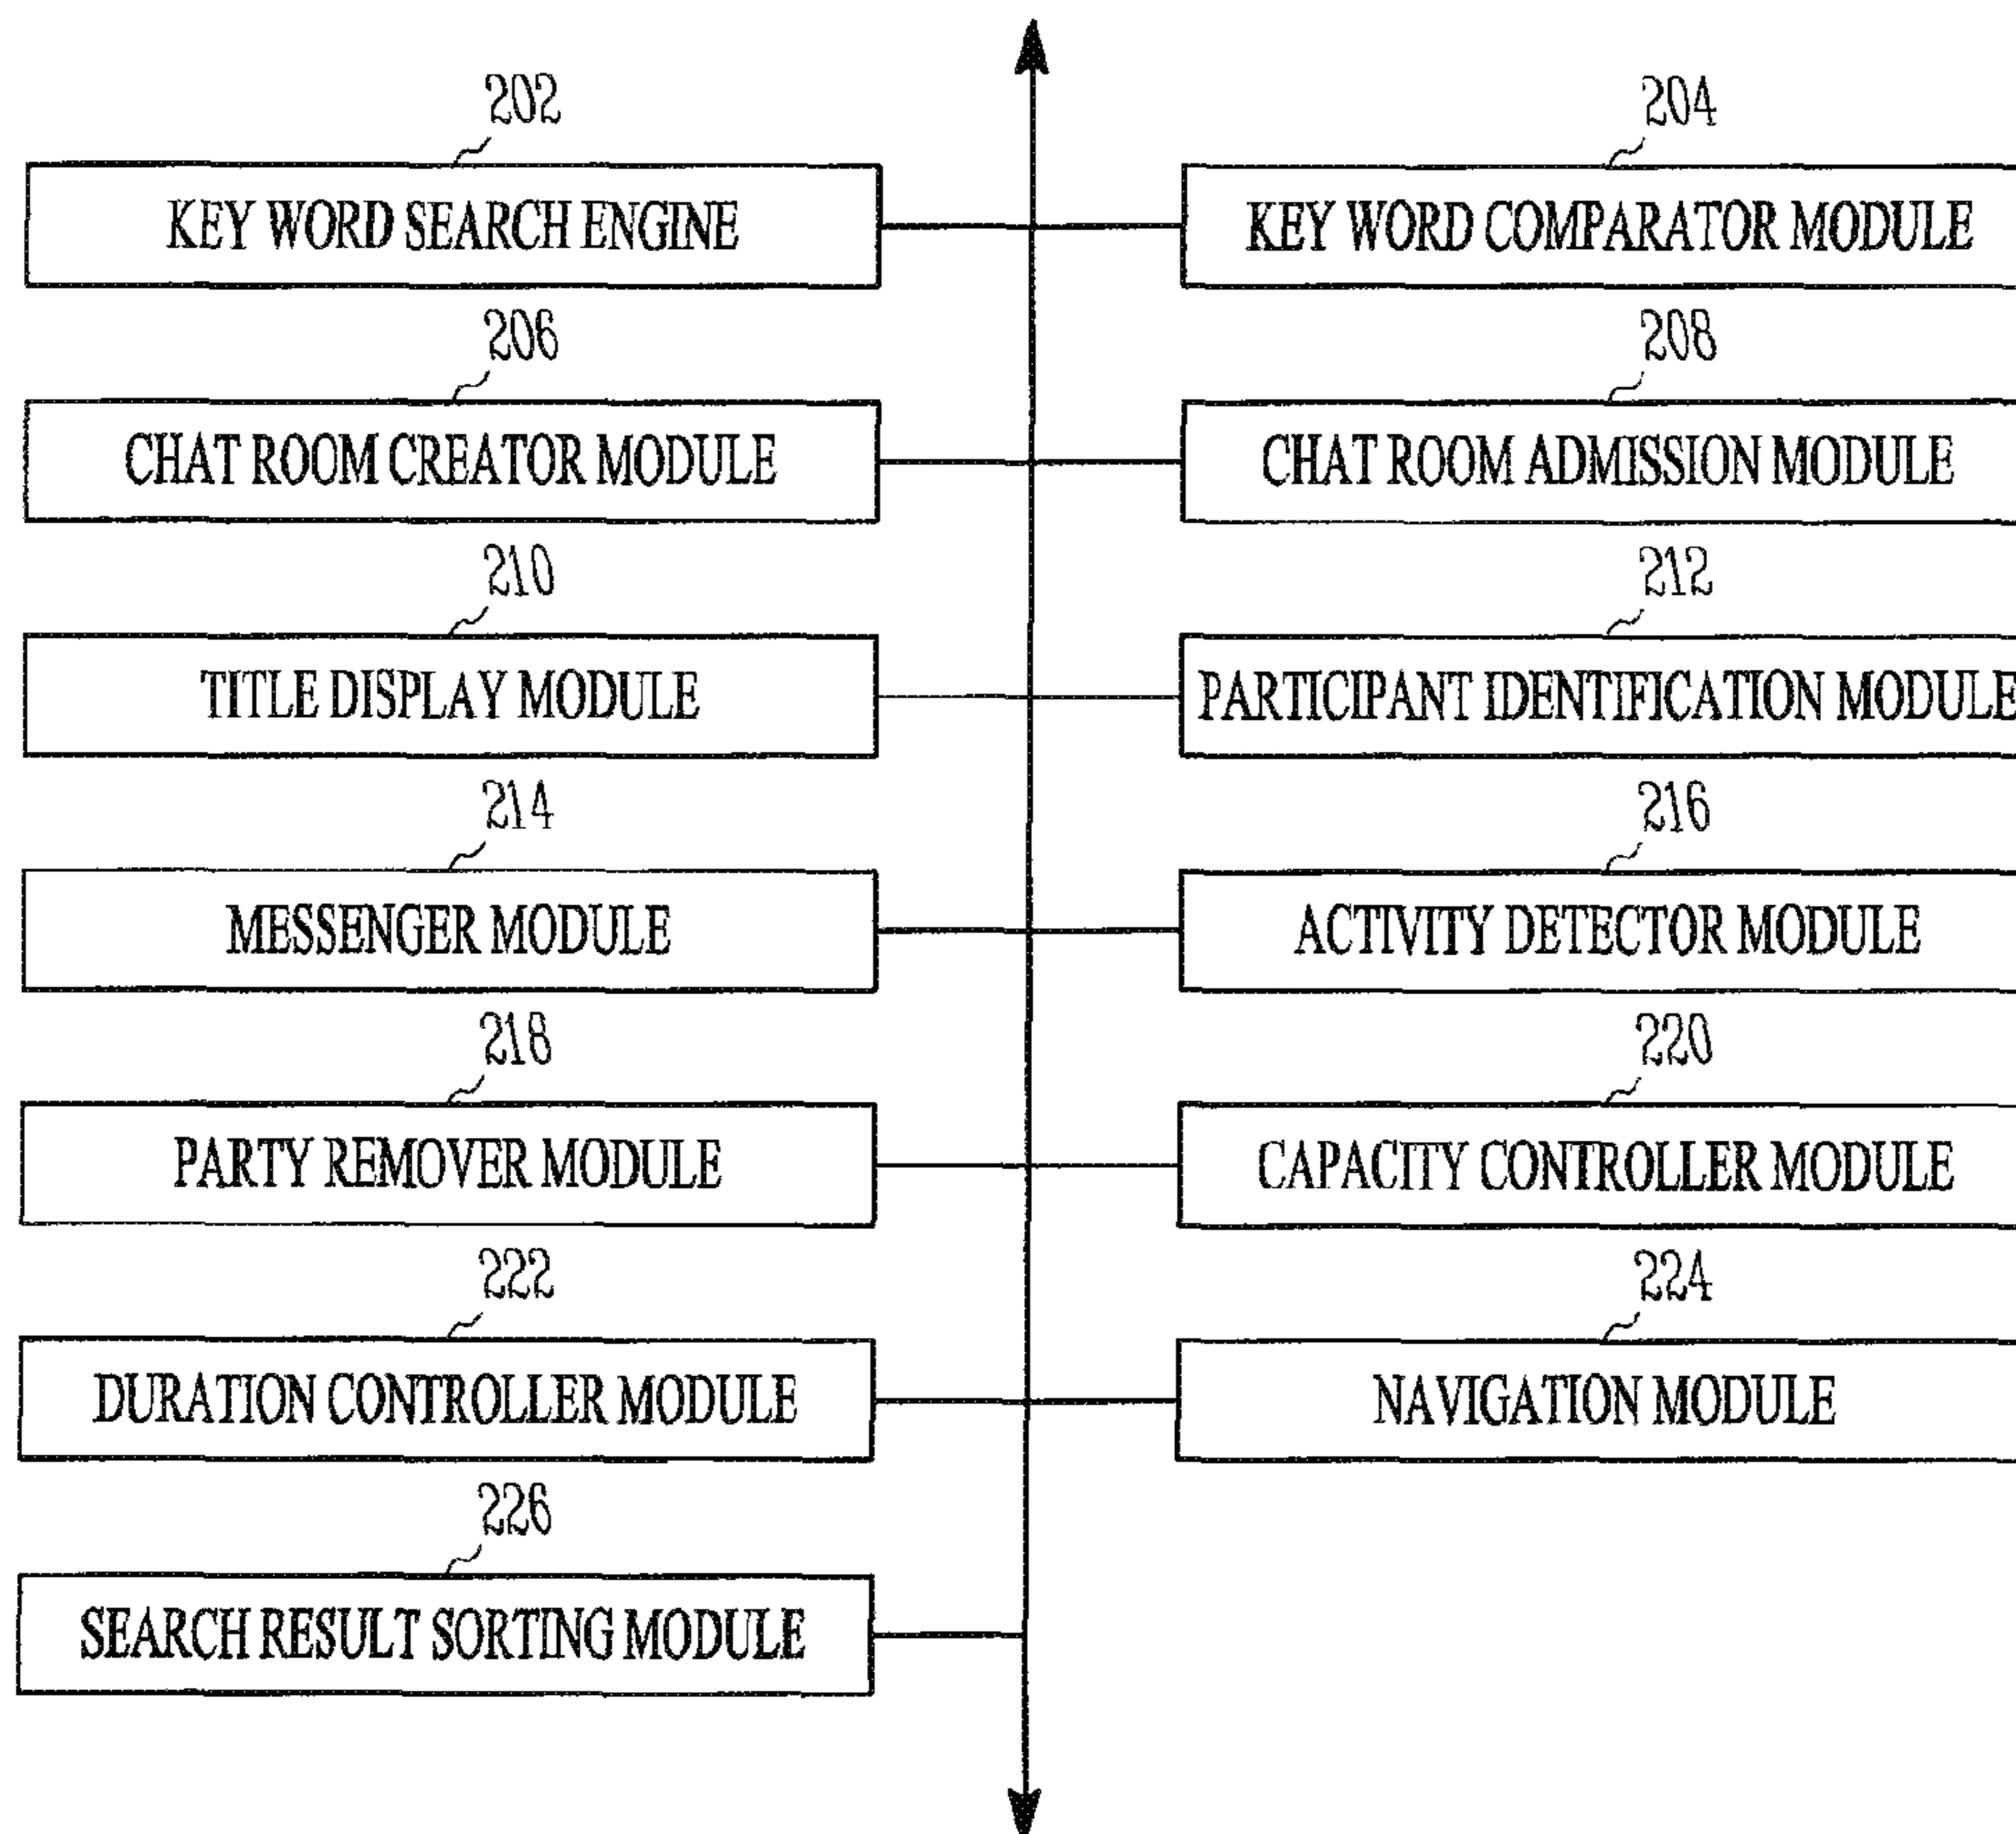 202
204
KEY WORD SEARCH ENGINE
KEY WORD COMPARATOR MODULE
206
208
CHAT ROOM CREATOR MODULE
CHAT ROOM ADMISSION MODULE
210
212
TITLE DISPLAY MODULE
PARTICIPANT IDENTIFICATION MODULE
214
216
MESSENGER MODULE
ACTIVITY DETECTOR MODULE
218
220
PARTY REMOVER MODULE
CAPACITY CONTROLLER MODULE
222
224
DURATION CONTROLLER MODULE
NAVIGATION MODULE
226
SEARCH RESULT SORTING MODULE